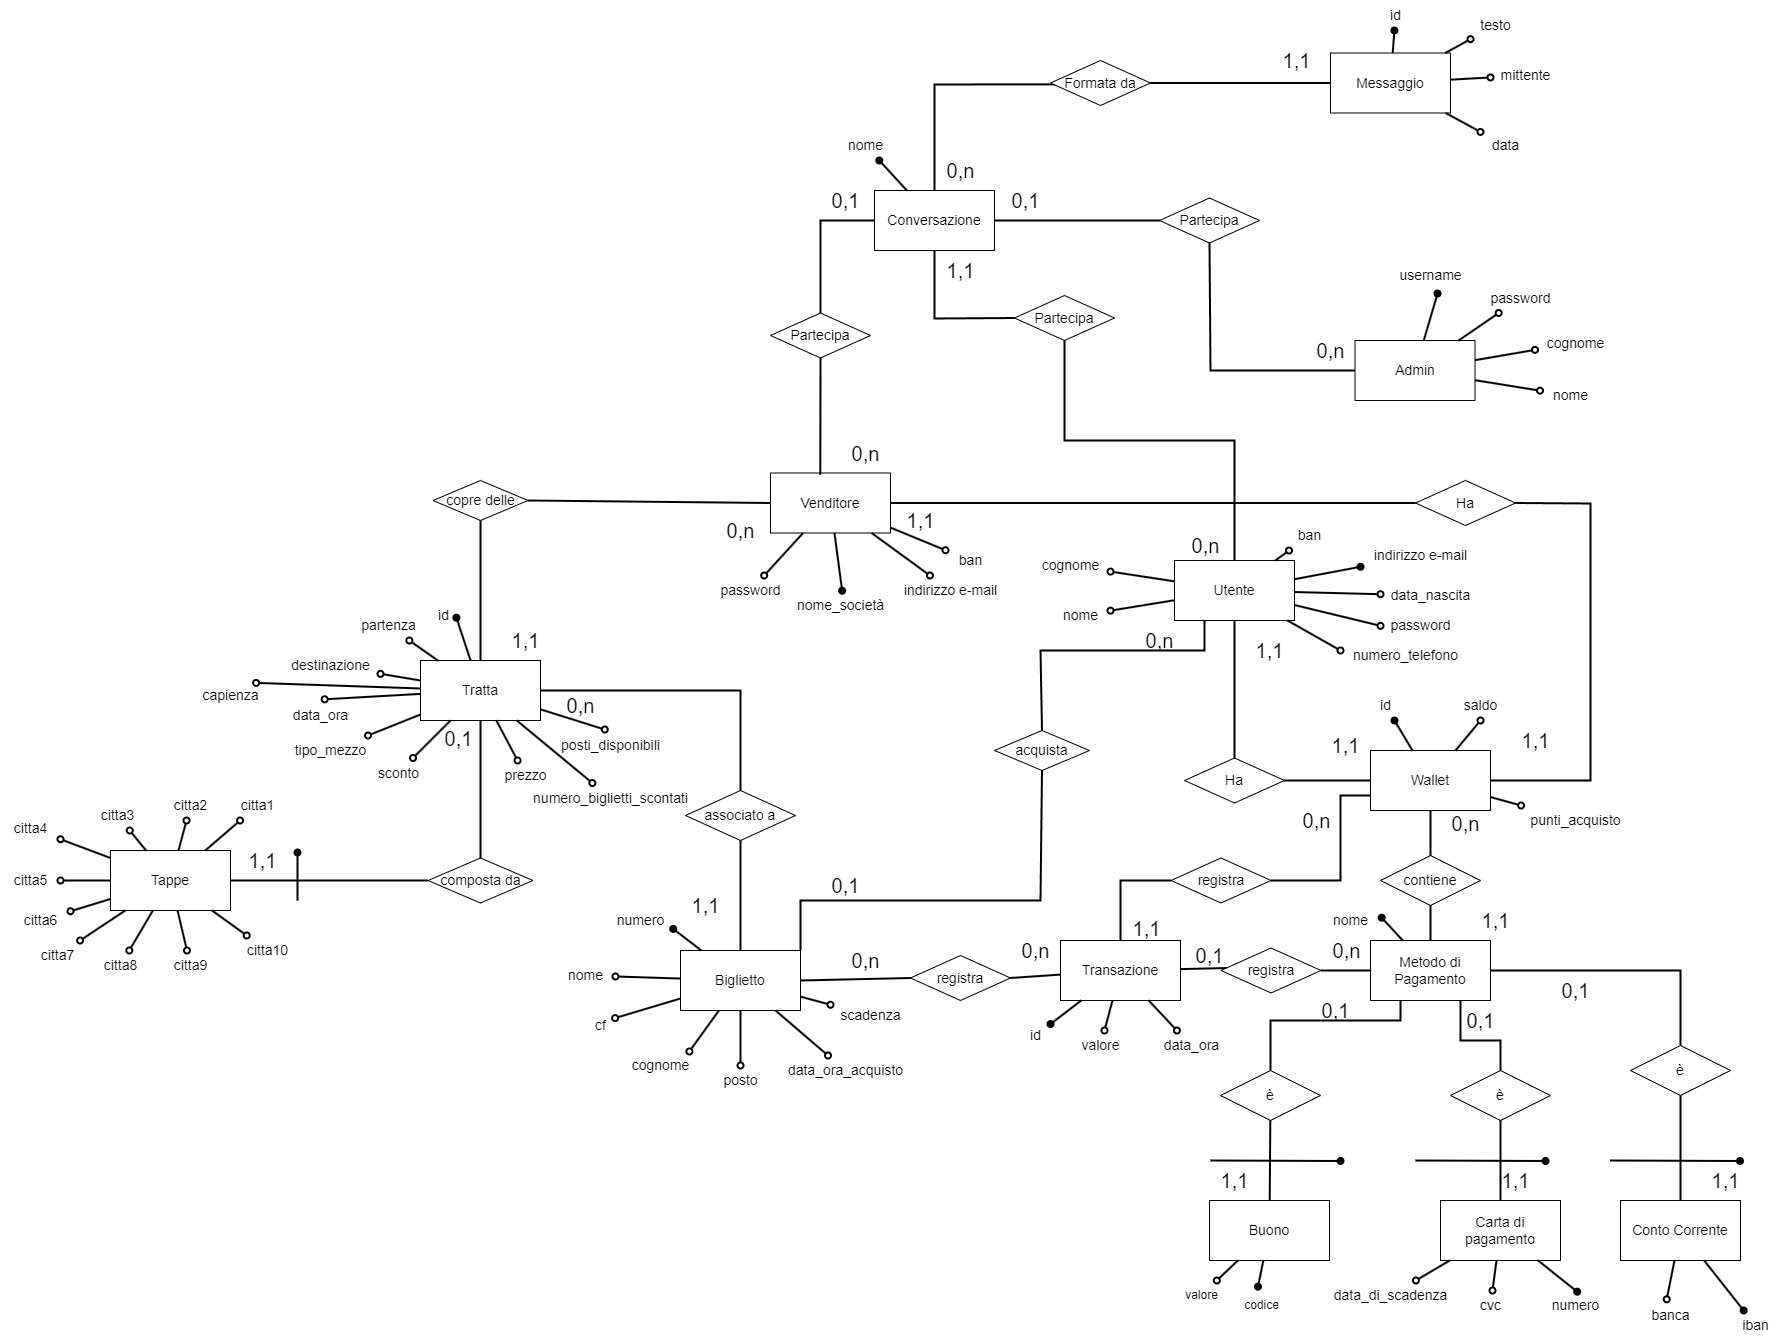 id
testo
1,1
Formata da
Messaggio
mittente
data
nome
0,n
0,1
Conversazione
0,1
Partecipa
1,1
username
password
Partecipa
Partecipa
0,n
cognome
Admin
nome
0,n
copre delle
Venditore
Ha
0,n
1,1
ban
password
nome_società
indirizzo e-mail
0,n
ban
indirizzo e-mail
cognome
Utente
data_nascita
nome
password
0,n
1,1
numero_telefono
id
partenza
1,1
destinazione
capienza
Tratta
data_ora
0,n
tipo_mezzo
0,1
posti_disponibili
sconto
prezzo
numero_biglietti_scontati
acquista
id
saldo
1,1
1,1
Ha
Wallet
0,n
0,n
punti_acquisto
citta3
citta2
citta1
citta4
associato a
1,1
citta5
Tappe
composta da
citta6
citta7
citta8
citta9
citta10
0,1
registra
contiene
1,1
numero
nome
1,1
1,1
nome
Biglietto
0,n
registra
0,n
Transazione
0,1
registra
0,n
Metodo di
Pagamento
cf
scadenza
0,1
cognome
posto
data_ora_acquisto
id
valore
data_ora
0,1
0,1
è
è
è
1,1
1,1
1,1
Buono
Carta di
pagamento
Conto Corrente
valore
codice
data_di_scadenza
cvc
numero
banca
iban